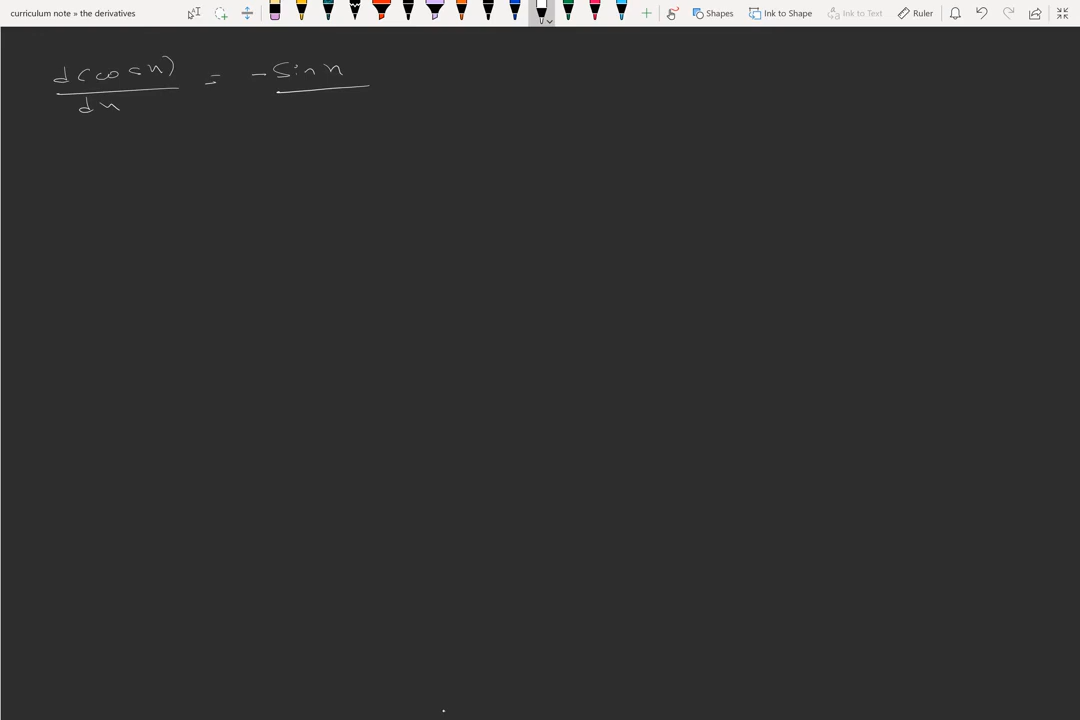 curriculum note » the derivatives
Shapes
Ink to Shape
Ink to Text
Ruler
d(cosx) = -Sinx
dx